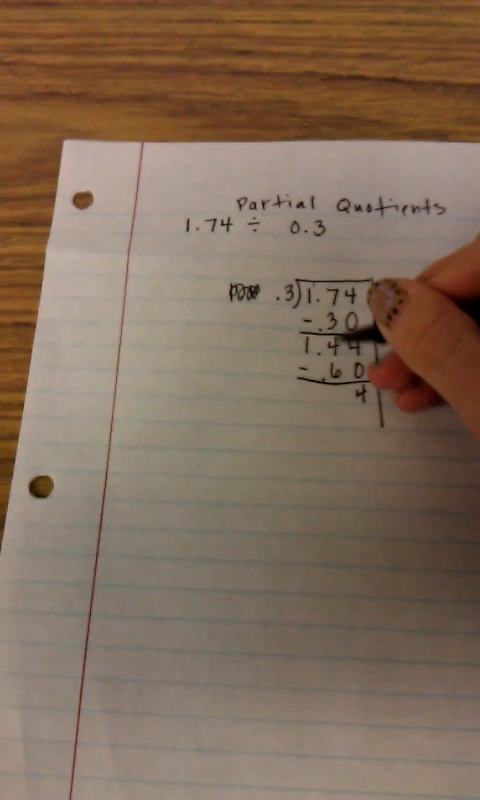 Partial Quotients
1.74 ÷ 0.3
.3)1.74
- .30
1.44
- .60
4